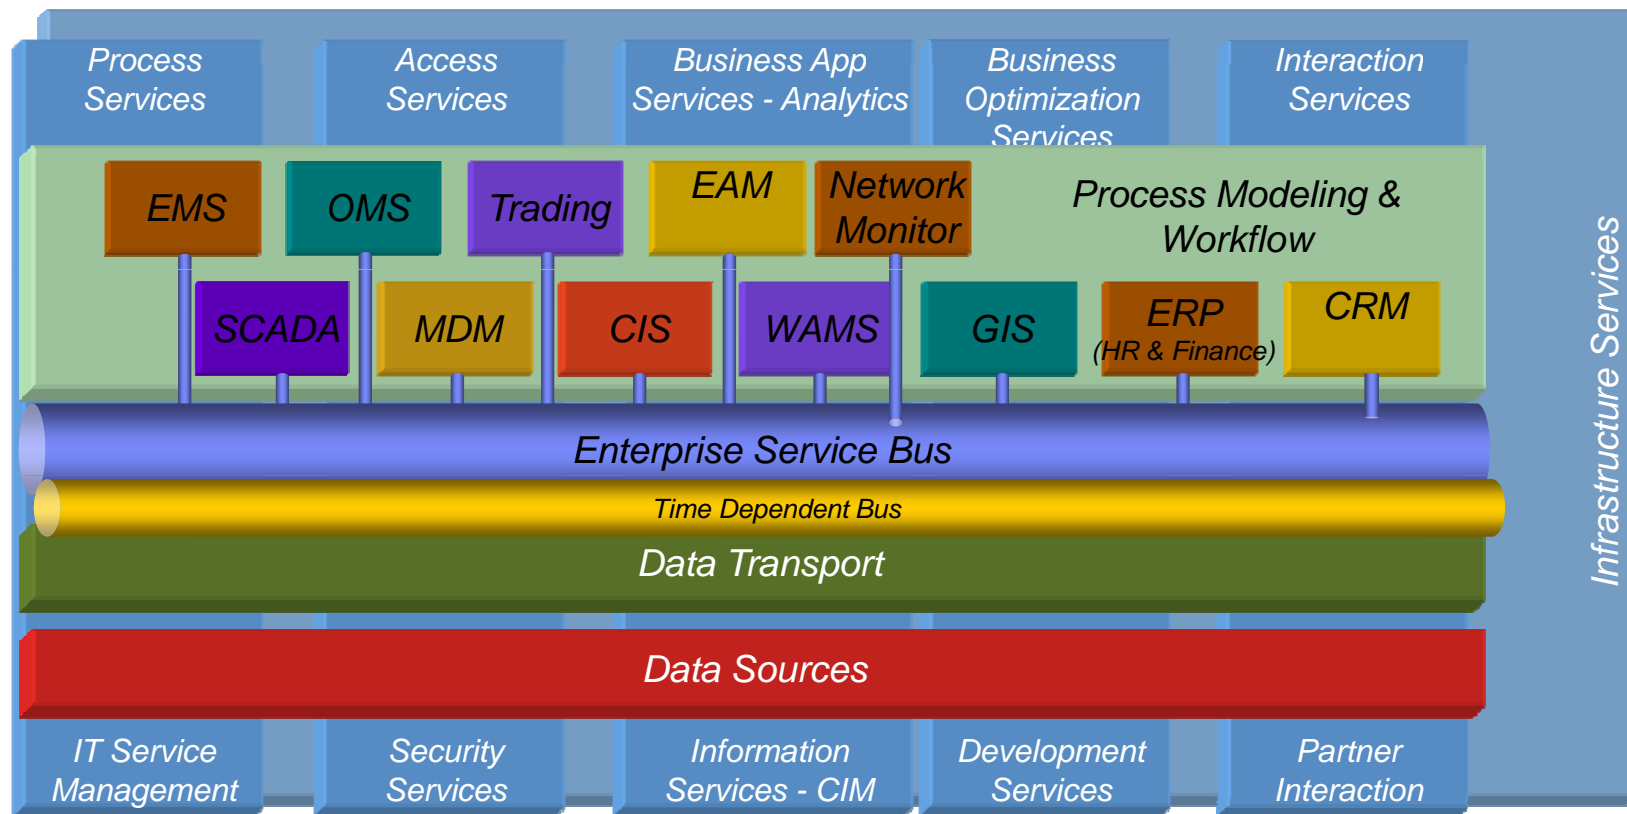 Process
Services
Access
Services
Business App
Services - Analytics
Business
Optimization
Services
Interaction
Services
EMS
OMS
Trading
EAM
Network
Monitor
Process Modeling &
Workflow
SCADA
MDM
CIS
WAMS
GIS
ERP
(HR & Finance)
CRM
Enterprise Service Bus
Time Dependent Bus
Data Transport
Data Sources
IT Service
Management
Security
Services
Information
Services - CIM
Development
Services
Partner
Interaction
Infrastructure Services